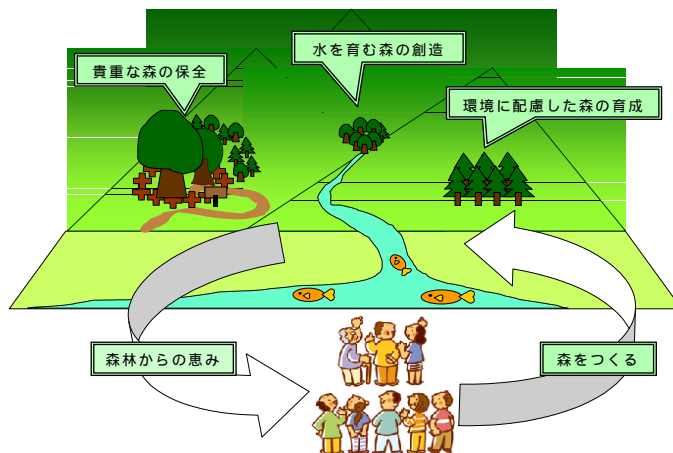 水を育む森の創造
貴重な森の保全
環境に配慮した森の育成
森林からの恵み
森をつくる